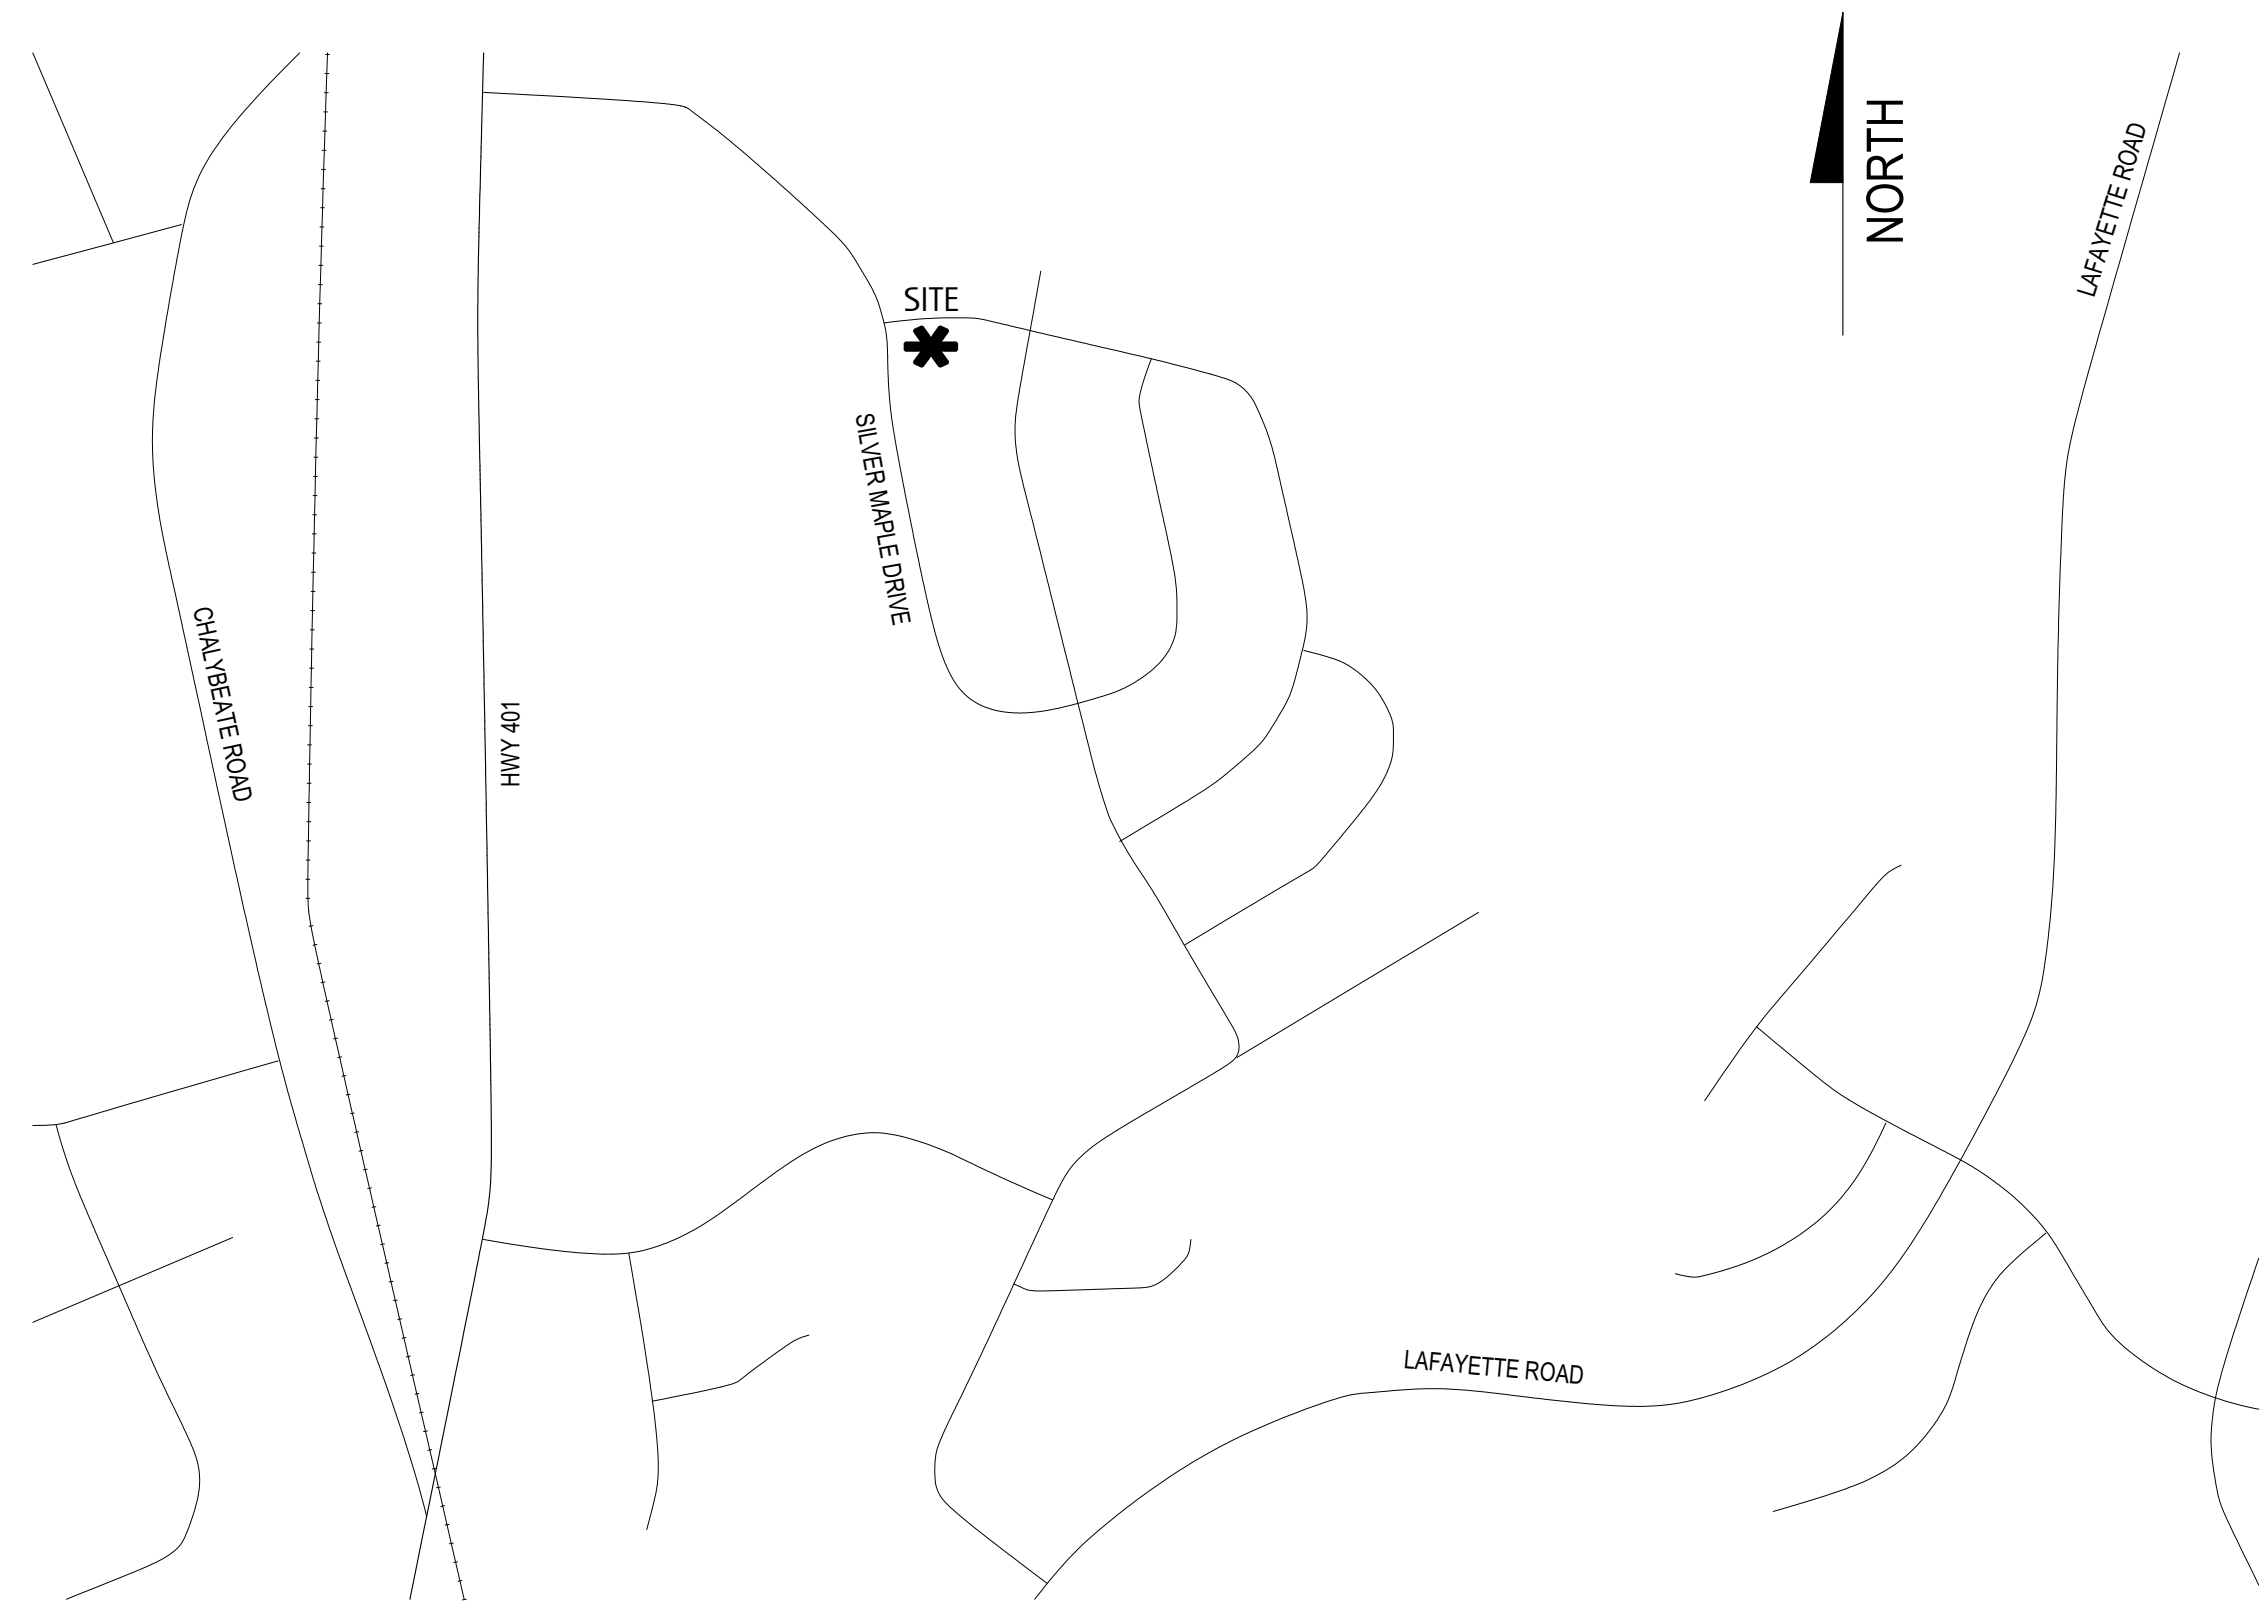 NORTH
LAFAYETTE ROAD
SITE
SILVER MAPLE DRIVE
CHALYBEATE ROAD
HWY 401
LAFAYETTE ROAD